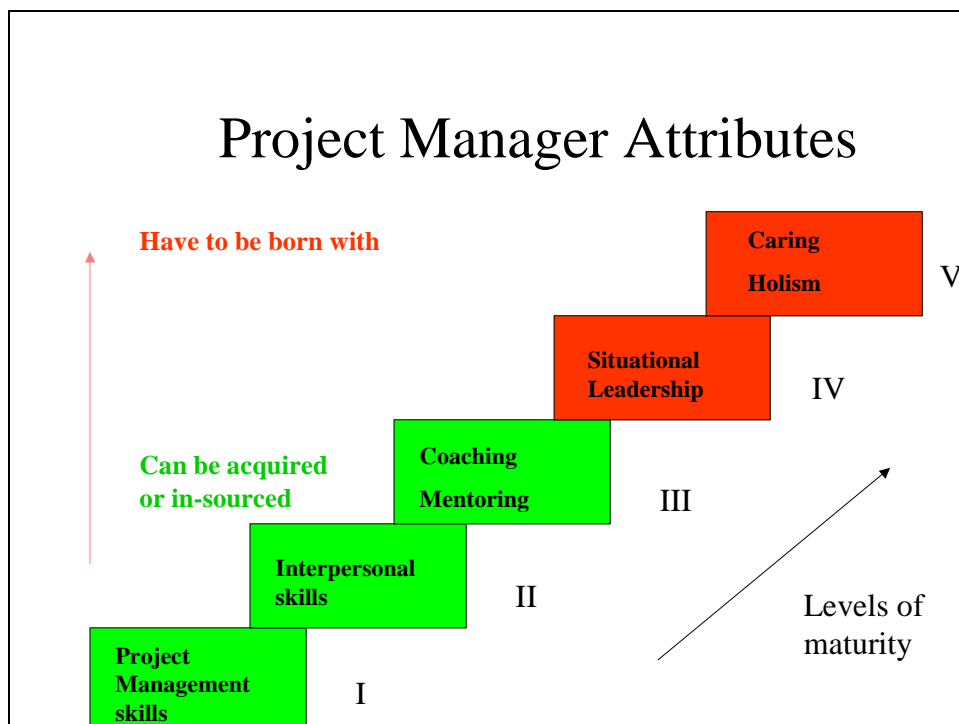 Project Manager Attributes
Have to be born with
Caring
Holism
V
Situational
Leadership
IV
Can be acquired
or in-sourced
Coaching
Mentoring
III
Interpersonal
skills
II
Levels of
maturity
Project
Management
skills
I